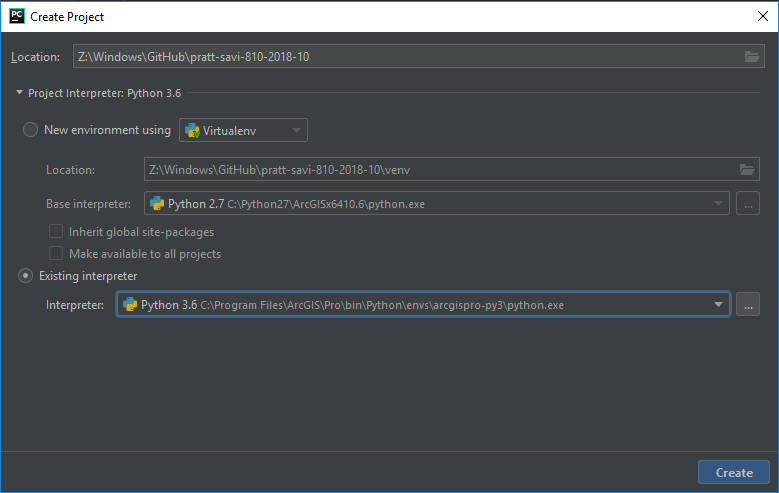 PC Create Project
Location: Z:\Windows\GitHub\pratt-savi-810-2018-10
Project Interpreter: Python 3.6
New environment using Virtualenv
Location: Z:\Windows\GitHub\pratt-savi-810-2018-10\venv
Base interpreter: Python 2.7 C:\Python27\ArcGISx6410.6\python.exe ...
Inherit global site-packages
Make available to all projects
Existing interpreter
Interpreter: Python 3.6 C:\Program Files\ArcGIS\Pro\bin\Python\envs\arcgispro-py3\python.exe ...
Create